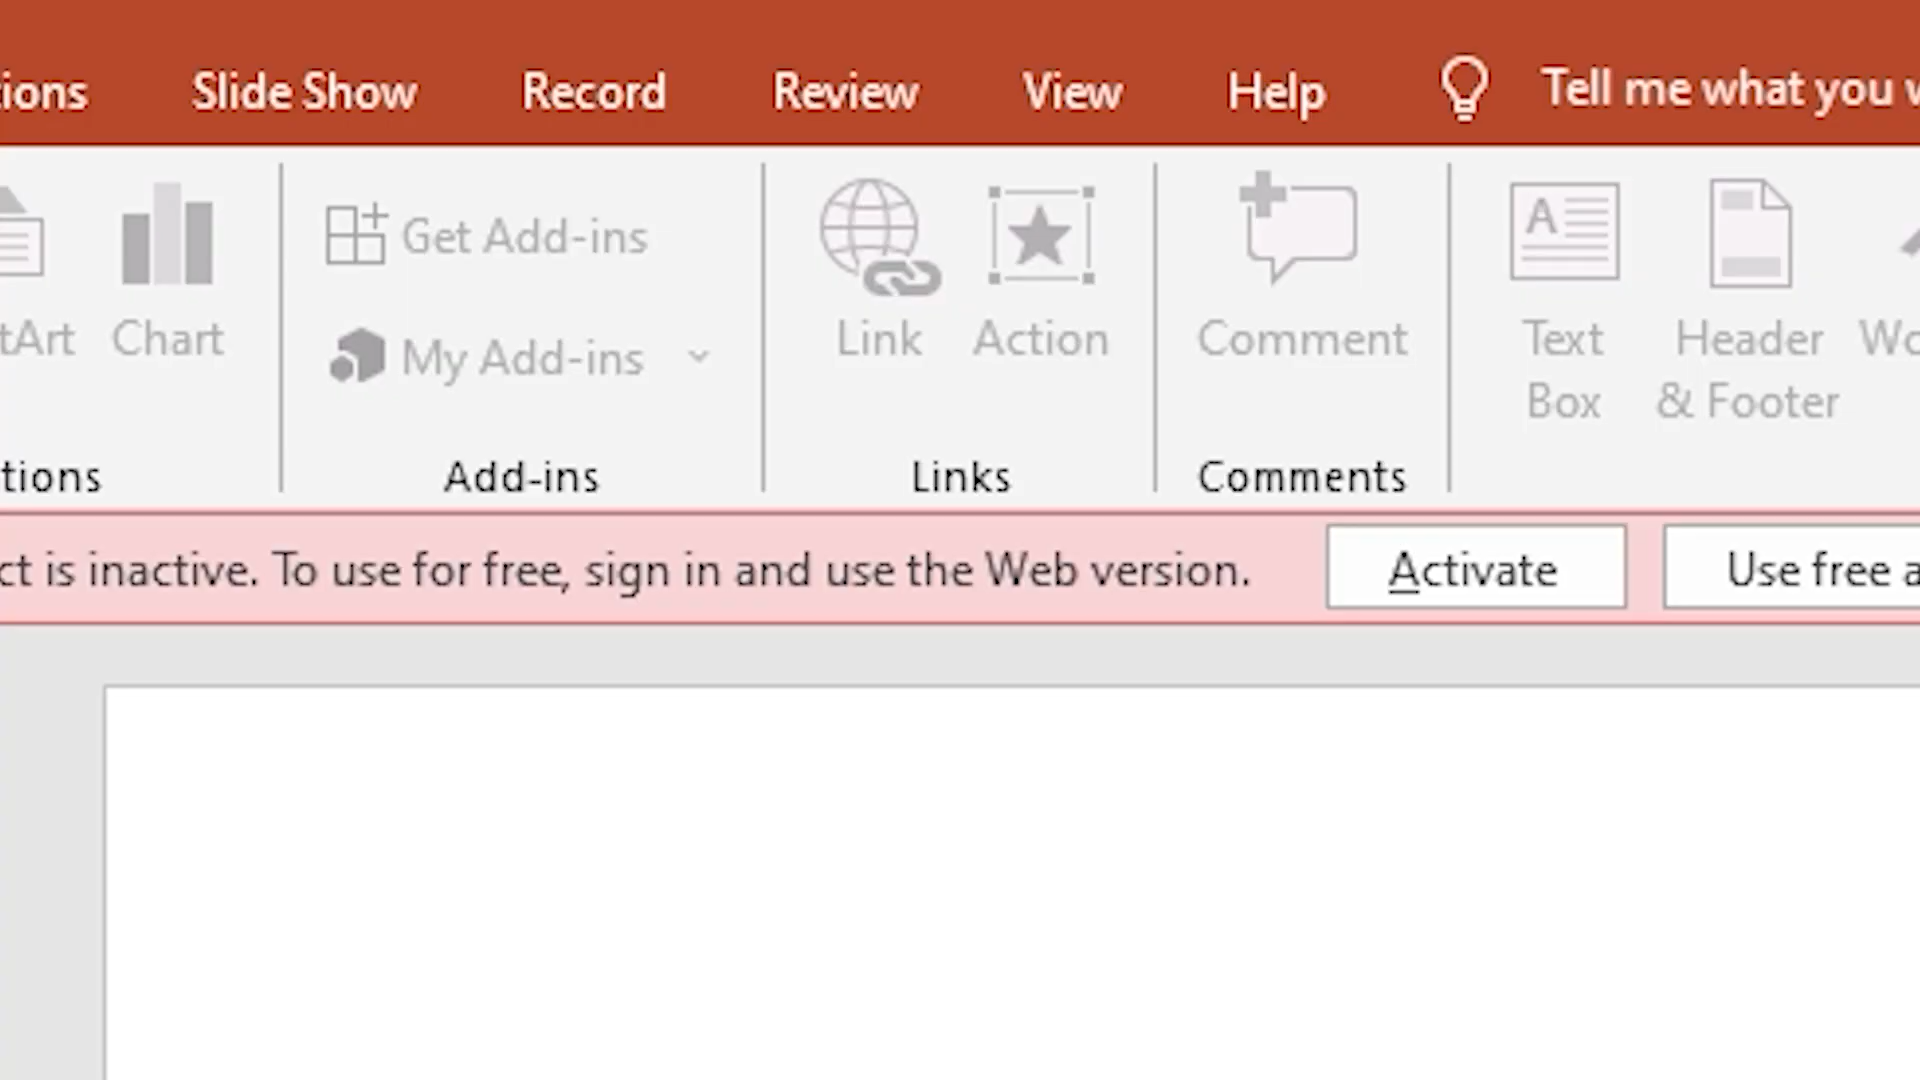 tions Slide Show Record Review View Help Tell me what you w
Get Add-ins
tArt Chart My Add-ins Link Action Comment Text Box Header & Footer Wo
tions Add-ins Links Comments
ct is inactive. To use for free, sign in and use the Web version. Activate Use free a